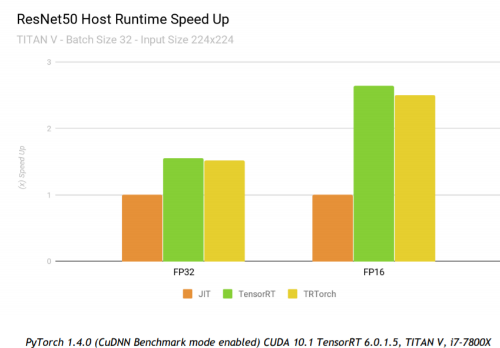 ResNet50 Host Runtime Speed Up
TITAN V - Batch Size 32 - Input Size 224x224
3
2
1
0
(x) Speed Up
FP32 FP16
JIT TensorRT TRTorch
PyTorch 1.4.0 (CuDNN Benchmark mode enabled) CUDA 10.1 TensorRT 6.0.1.5, TITAN V, i7-7800X